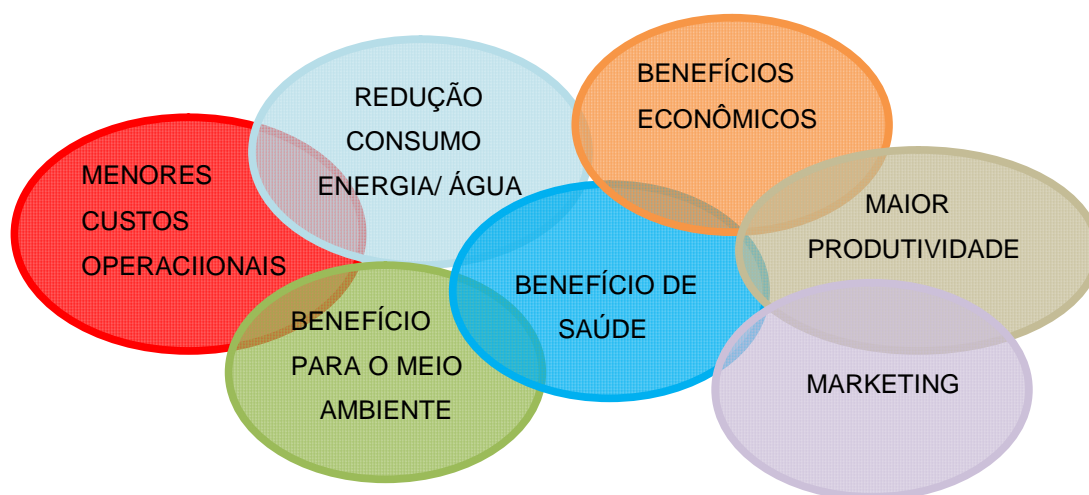 MENORES
CUSTOS
OPERACIIONAIS
REDUÇÃO
CONSUMO
ENERGIA/ ÁGUA
BENEFÍCIOS
ECONÔMICOS
MAIOR
PRODUTIVIDADE
BENEFÍCIO
PARA O MEIO
AMBIENTE
BENEFÍCIO DE
SAÚDE
MARKETING